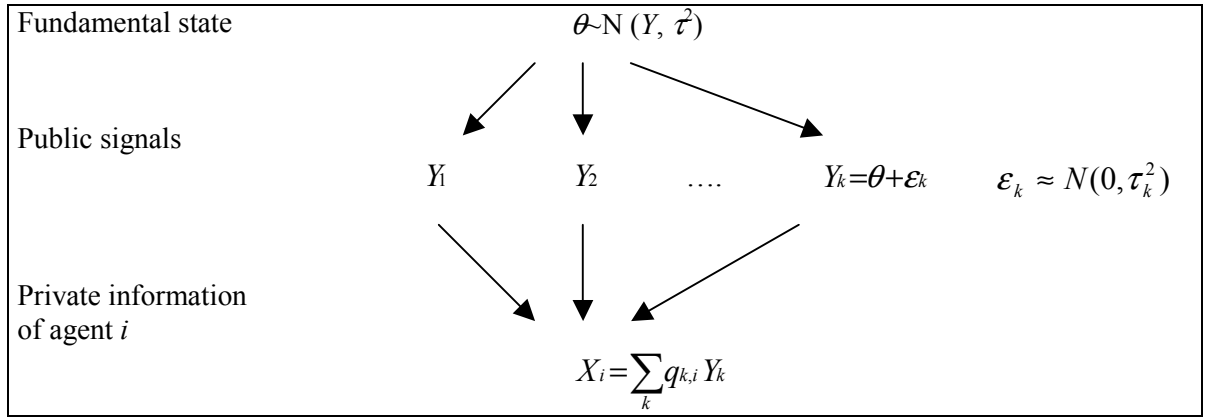 Fundamental state θ~N (Y, τ²)
Public signals
Y₁ Y₂ .... Yₖ=θ+εₖ εₖ ≈ N(0,τₖ²)
Private information
of agent i
Xᵢ=∑ₖ qₖ,ᵢ Yₖ